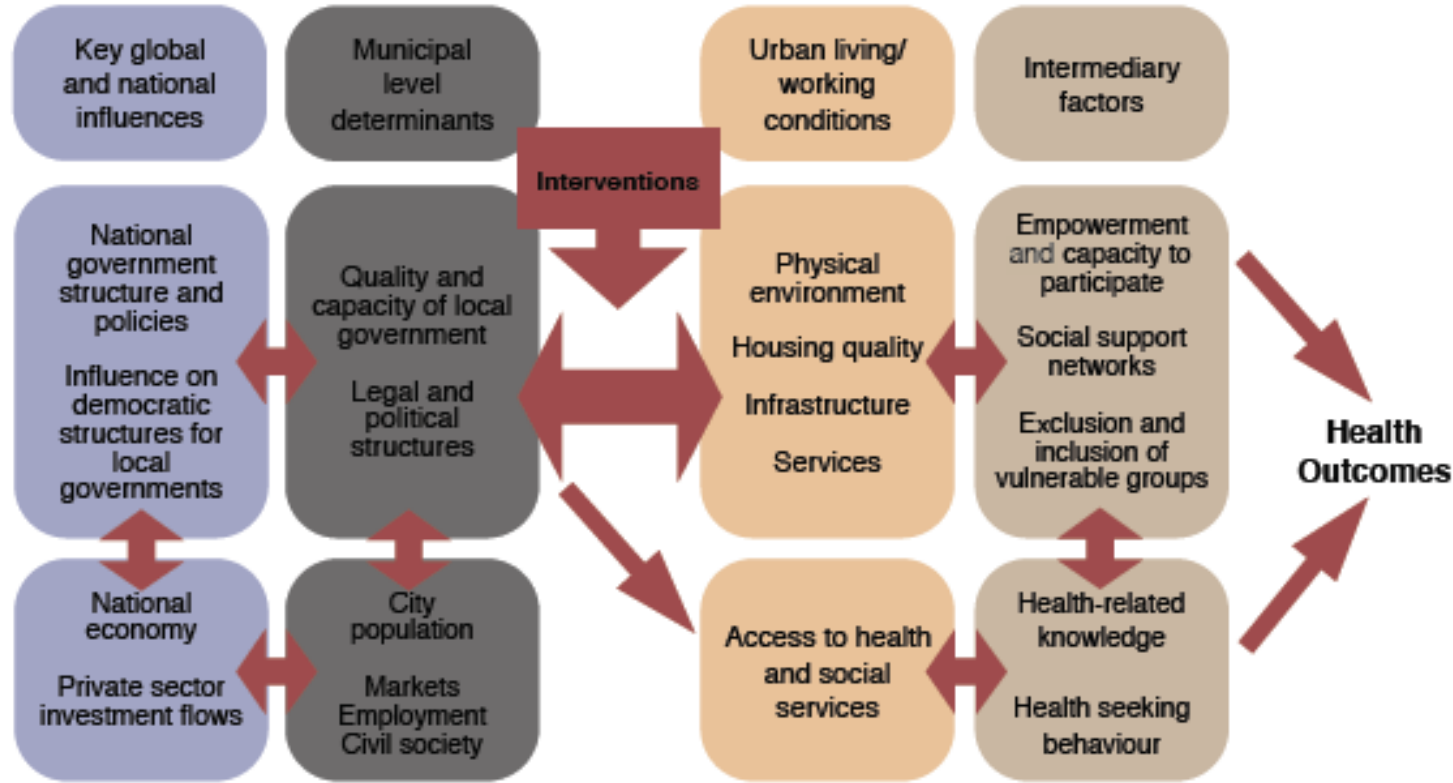 Key global
and national
influences
Municipal
level
determinants
Urban living/
working
conditions
Intermediary
factors
Interventions
National
government
structure and
policies
Influence on
democratic
structures for
local
governments
Quality and
capacity of local
government
Legal and
political
structures
Physical
environment
Housing quality
Infrastructure
Services
Empowerment
and capacity to
participate
Social support
networks
Exclusion and
inclusion of
vulnerable groups
Health
Outcomes
National
economy
Private sector
investment flows
City
population
Markets
Employment
Civil society
Access to health
and social
services
Health-related
knowledge
Health seeking
behaviour